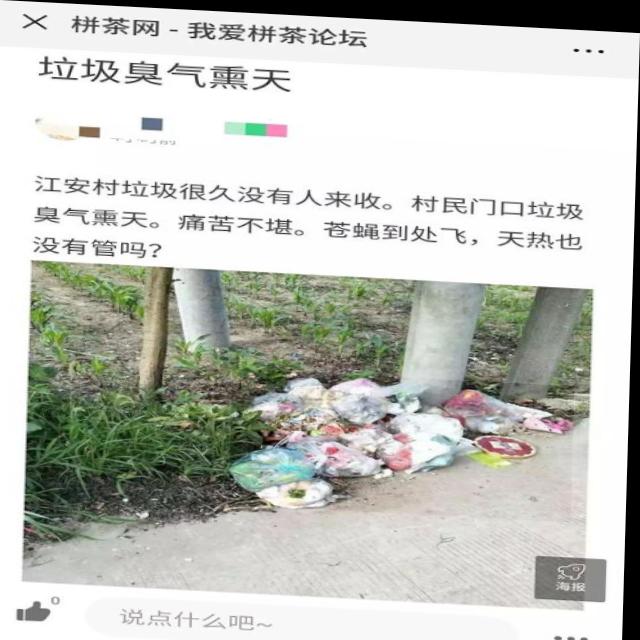 栟茶网 - 我爱栟茶论坛
垃圾臭气熏天
江安村垃圾很久没有人来收。村民门口垃圾
臭气熏天。痛苦不堪。苍蝇到处飞，天热也
没有管吗?
海报
0
说点什么吧~